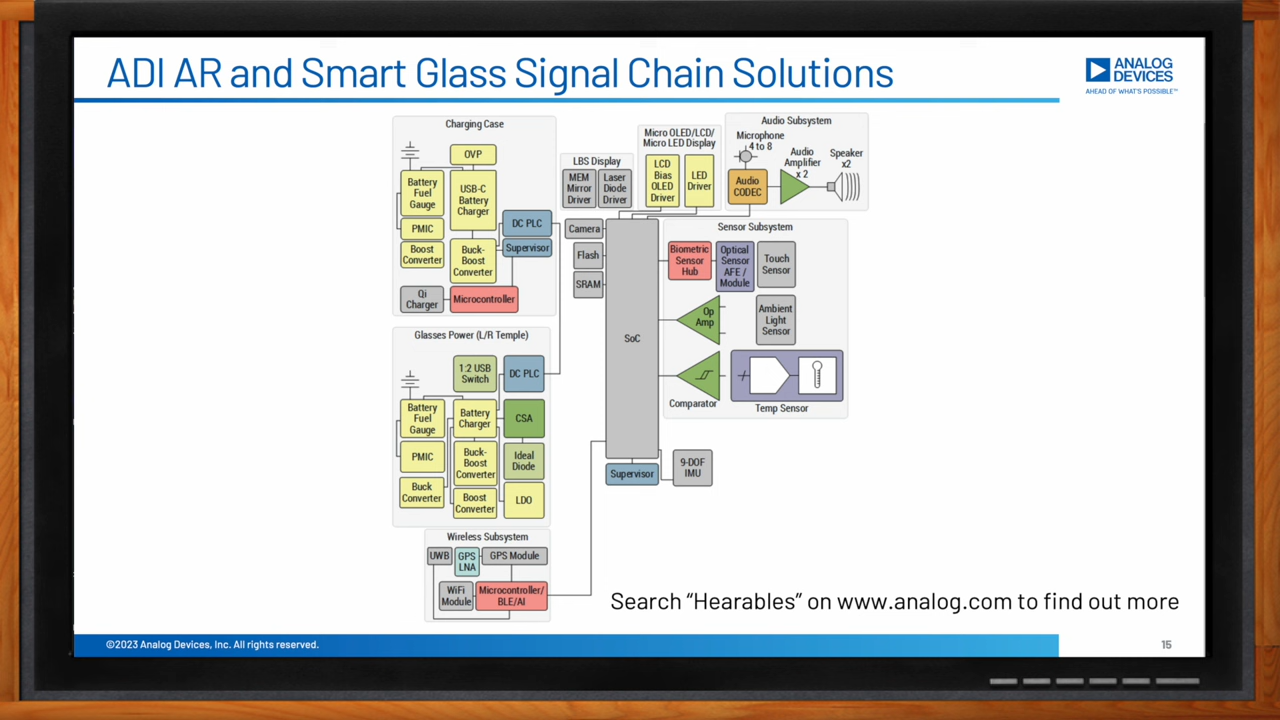 ADI AR and Smart Glass Signal Chain Solutions
ANALOG
DEVICES
AHEAD OF WHAT'S POSSIBLE™
Charging Case
OVP
Battery
Fuel
Gauge
USB-C
Battery
Charger
PMIC
Boost
Converter
Buck-
Boost
Converter
DC PLC
Supervisor
Qi
Charger
Microcontroller
Glasses Power (L/R Temple)
1:2 USB
Switch
DC PLC
Battery
Fuel
Gauge
Battery
Charger
CSA
PMIC
Buck-
Boost
Converter
Ideal
Diode
Buck
Converter
Boost
Converter
LDO
Wireless Subsystem
UWB
GPS
LNA
GPS Module
WiFi
Module
Microcontroller/
BLE/AI
LBS Display
MEM
Mirror
Driver
Laser
Diode
Driver
Micro OLED/LCD/
Micro LED Display
LCD
Bias
OLED
Driver
LED
Driver
Audio Subsystem
Microphone
4 to 8
Audio
Amplifier
x 2
Speaker
x2
Audio
CODEC
Camera
Flash
SRAM
SoC
Supervisor
9-DOF
IMU
Sensor Subsystem
Biometric
Sensor
Hub
Optical
Sensor
AFE /
Module
Touch
Sensor
Op
Amp
Ambient
Light
Sensor
Comparator
Temp Sensor
Search “Hearables” on www.analog.com to find out more
©2023 Analog Devices, Inc. All rights reserved.
15